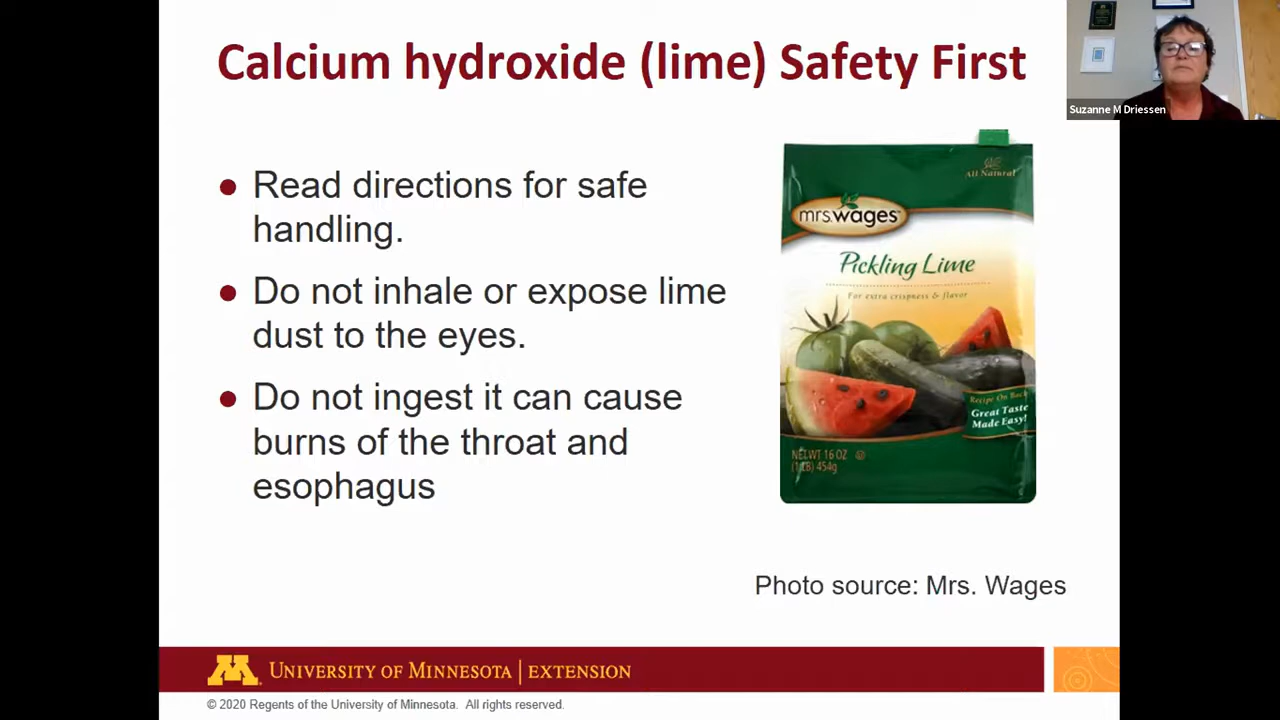 Calcium hydroxide (lime) Safety First
Suzanne M Driessen
● Read directions for safe
handling.
● Do not inhale or expose lime
dust to the eyes.
● Do not ingest it can cause
burns of the throat and
esophagus
All Natural
mrs.wages
Pickling Lime
For extra crispness & flavor
Recipe On Back
Great Taste
Made Easy!
NET WT 16 OZ
(1 LB) 454g
Photo source: Mrs. Wages
M UNIVERSITY OF MINNESOTA | EXTENSION
© 2020 Regents of the University of Minnesota. All rights reserved.